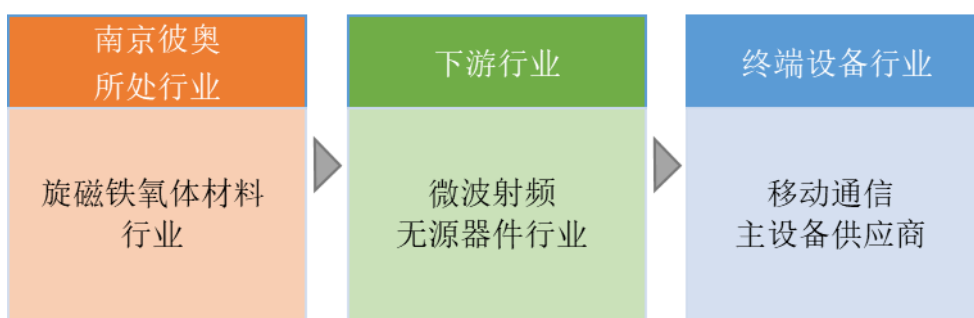 南京彼奥
所处行业
旋磁铁氧体材料
行业
下游行业
微波射频
无源器件行业
终端设备行业
移动通信
主设备供应商